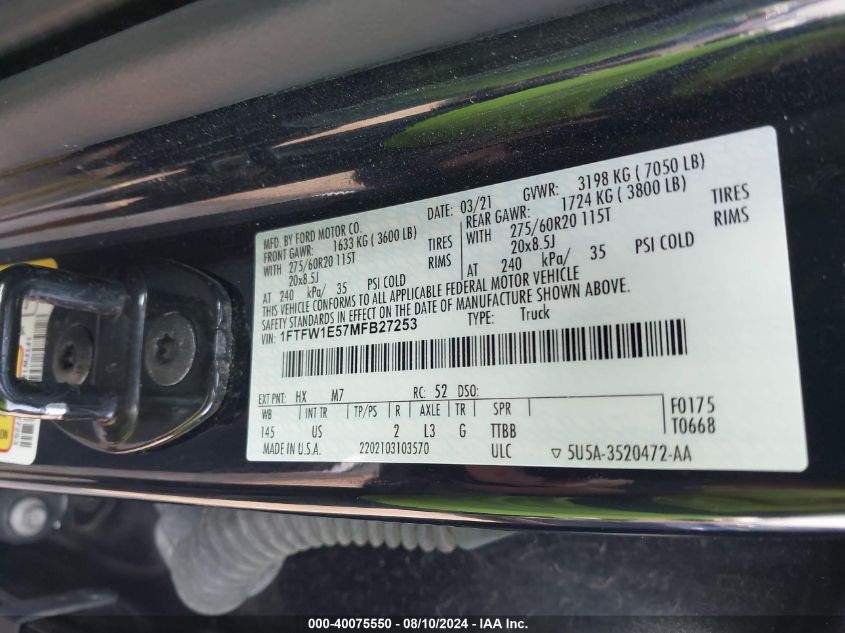 MFD. BY FORD MOTOR CO.
DATE: 03/21 GVWR: 3198 KG ( 7050 LB)
FRONT GAWR: 1633 KG ( 3600 LB)
REAR GAWR: 1724 KG ( 3800 LB)
WITH 275/60R20 115T TIRES
WITH 275/60R20 115T TIRES
20x8.5J RIMS
20x8.5J RIMS
AT 240 kPa/ 35 PSI COLD
AT 240 kPa/ 35 PSI COLD
THIS VEHICLE CONFORMS TO ALL APPLICABLE FEDERAL MOTOR VEHICLE
SAFETY STANDARDS IN EFFECT ON THE DATE OF MANUFACTURE SHOWN ABOVE.
VIN: 1FTFW1E57MFB27253 TYPE: Truck
EXT PNT: HX M7 RC: 52 DSO:
WB INT TR TP/PS R AXLE TR SPR
145 US 2 L3 G TTBB
F0175
T0668
MADE IN U.S.A. 2202103103570 ULC ▽ 5U5A-3520472-AA
000-40075550 - 08/10/2024 - IAA Inc.